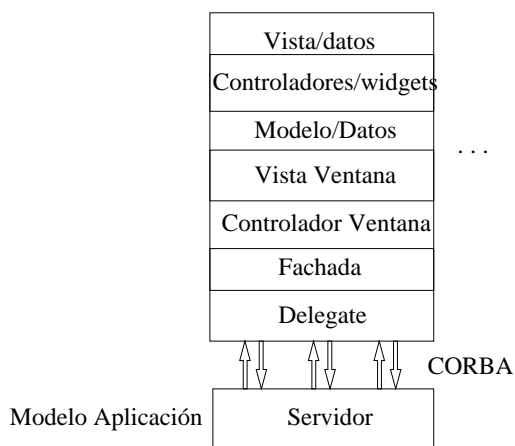 Vista/datos
Controladores/widgets
Modelo/Datos
. . .
Vista Ventana
Controlador Ventana
Fachada
Delegate
CORBA
Modelo Aplicación
Servidor